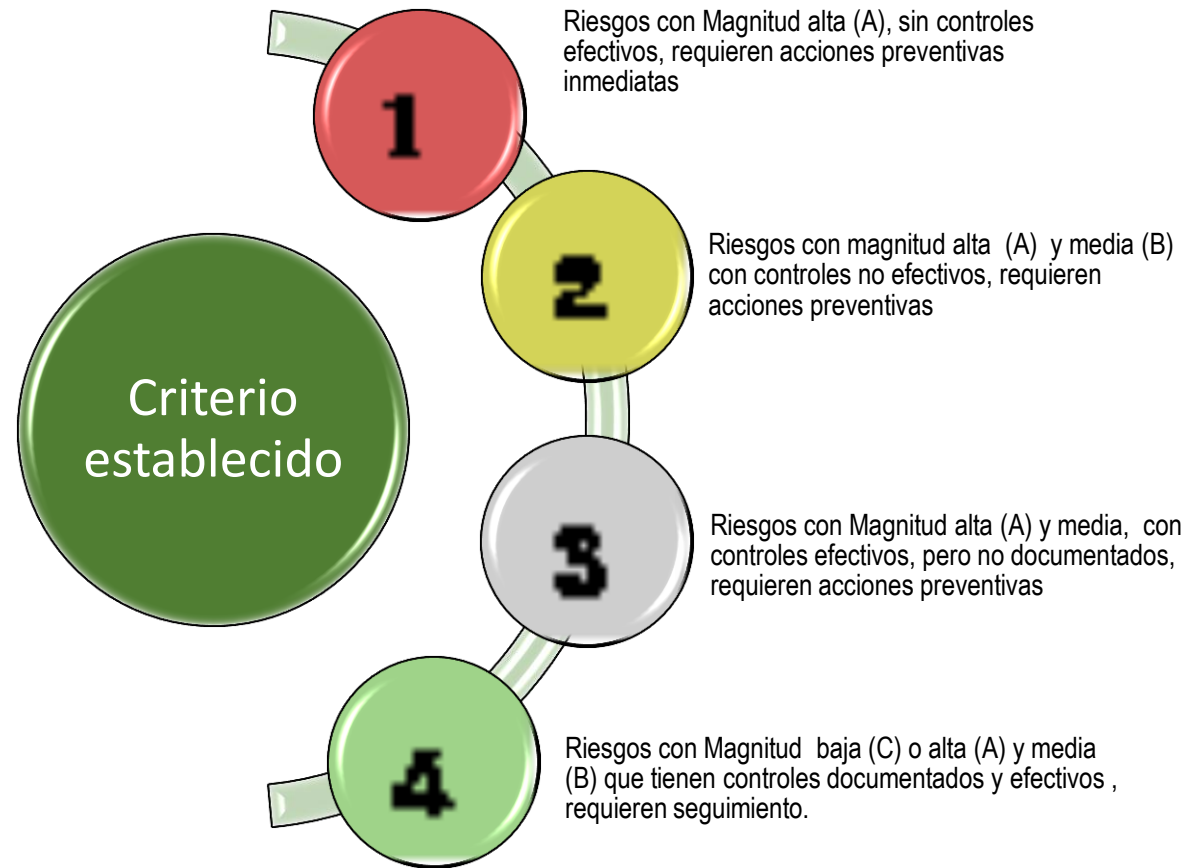 Riesgos con Magnitud alta (A), sin controles
efectivos, requieren acciones preventivas
inmediatas
1
Riesgos con magnitud alta (A) y media (B)
con controles no efectivos, requieren
acciones preventivas
2
Criterio
establecido
Riesgos con Magnitud alta (A) y media, con
controles efectivos, pero no documentados,
requieren acciones preventivas
3
Riesgos con Magnitud baja (C) o alta (A) y media
(B) que tienen controles documentados y efectivos ,
requieren seguimiento.
4